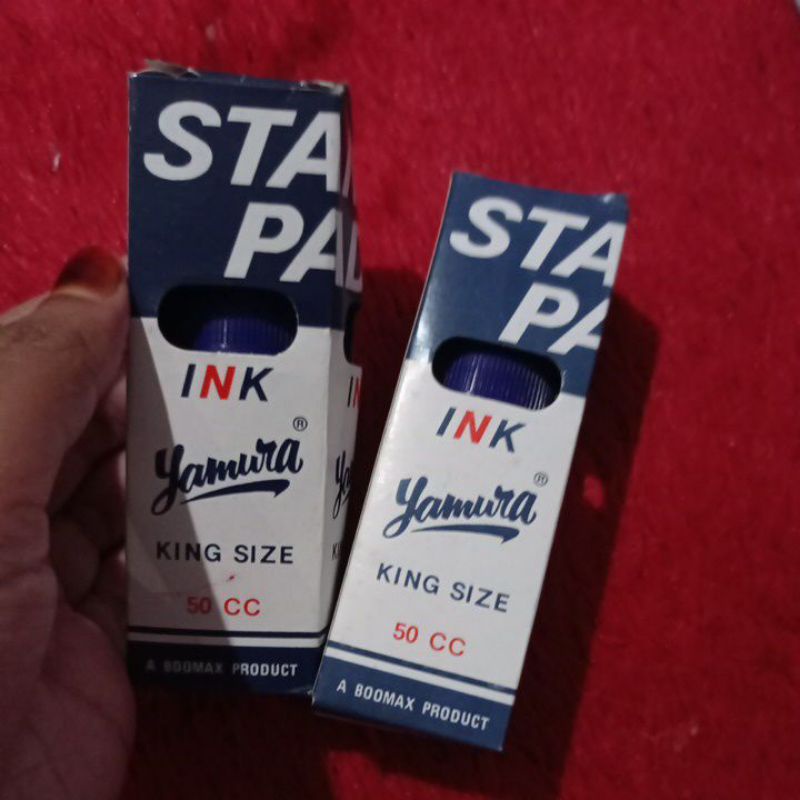 STA
PAD
INK
yamura®
KING SIZE
50 CC
A BOOMAX PRODUCT
STA
PA
INK
yamura®
KING SIZE
50 CC
A BOOMAX PRODUCT